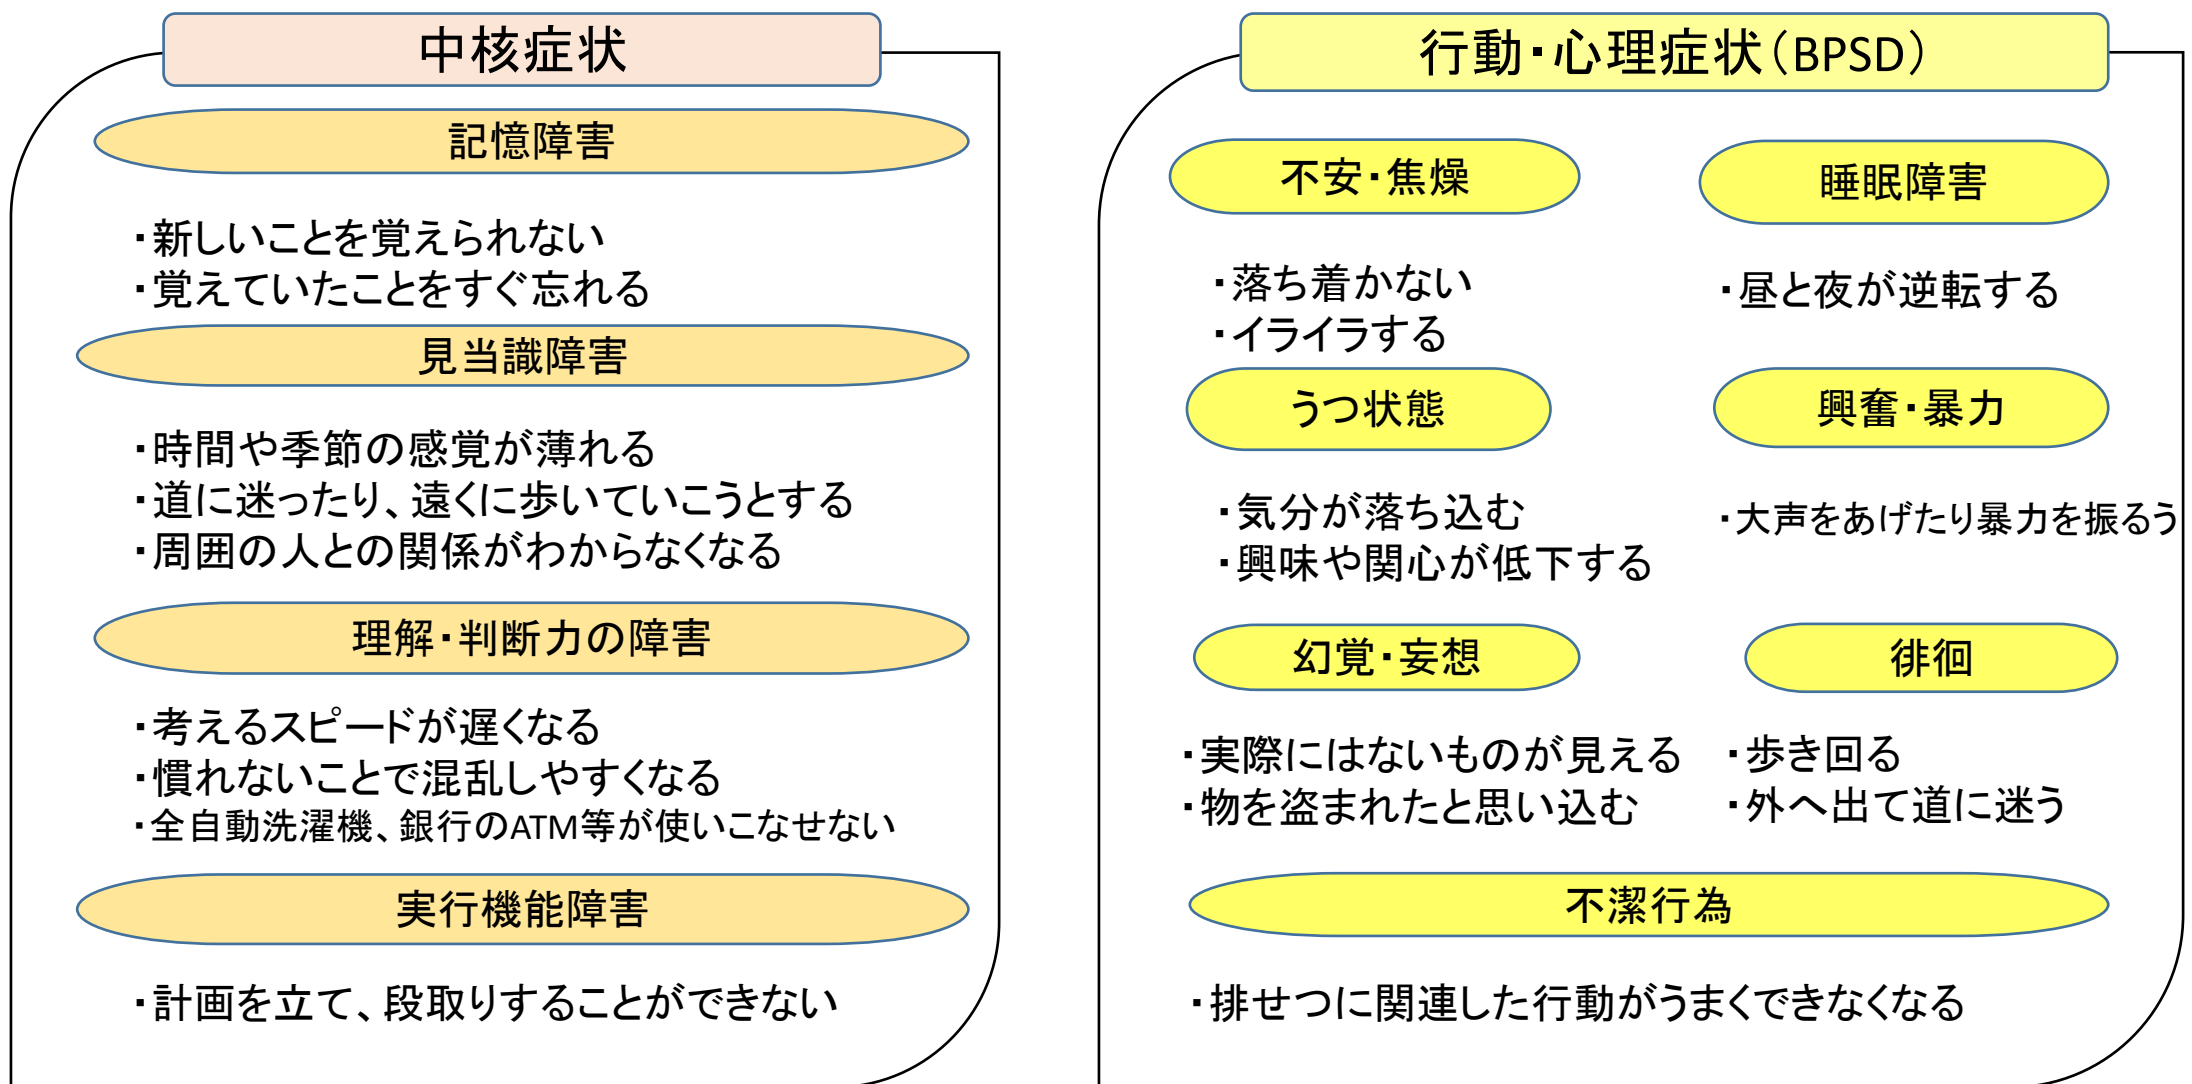 中核症状
記憶障害
・新しいことを覚えられない
・覚えていたことをすぐ忘れる
見当識障害
・時間や季節の感覚が薄れる
・道に迷ったり、遠くに歩いていこうとする
・周囲の人との関係がわからなくなる
理解・判断力の障害
・考えるスピードが遅くなる
・慣れないことで混乱しやすくなる
・全自動洗濯機、銀行のATM等が使いこなせない
実行機能障害
・計画を立て、段取りすることができない
行動・心理症状（BPSD）
不安・焦燥
・落ち着かない
・イライラする
睡眠障害
・昼と夜が逆転する
うつ状態
・気分が落ち込む
・興味や関心が低下する
興奮・暴力
・大声をあげたり暴力を振るう
幻覚・妄想
・実際にはないものが見える
・物を盗まれたと思い込む
徘徊
・歩き回る
・外へ出て道に迷う
不潔行為
・排せつに関連した行動がうまくできなくなる